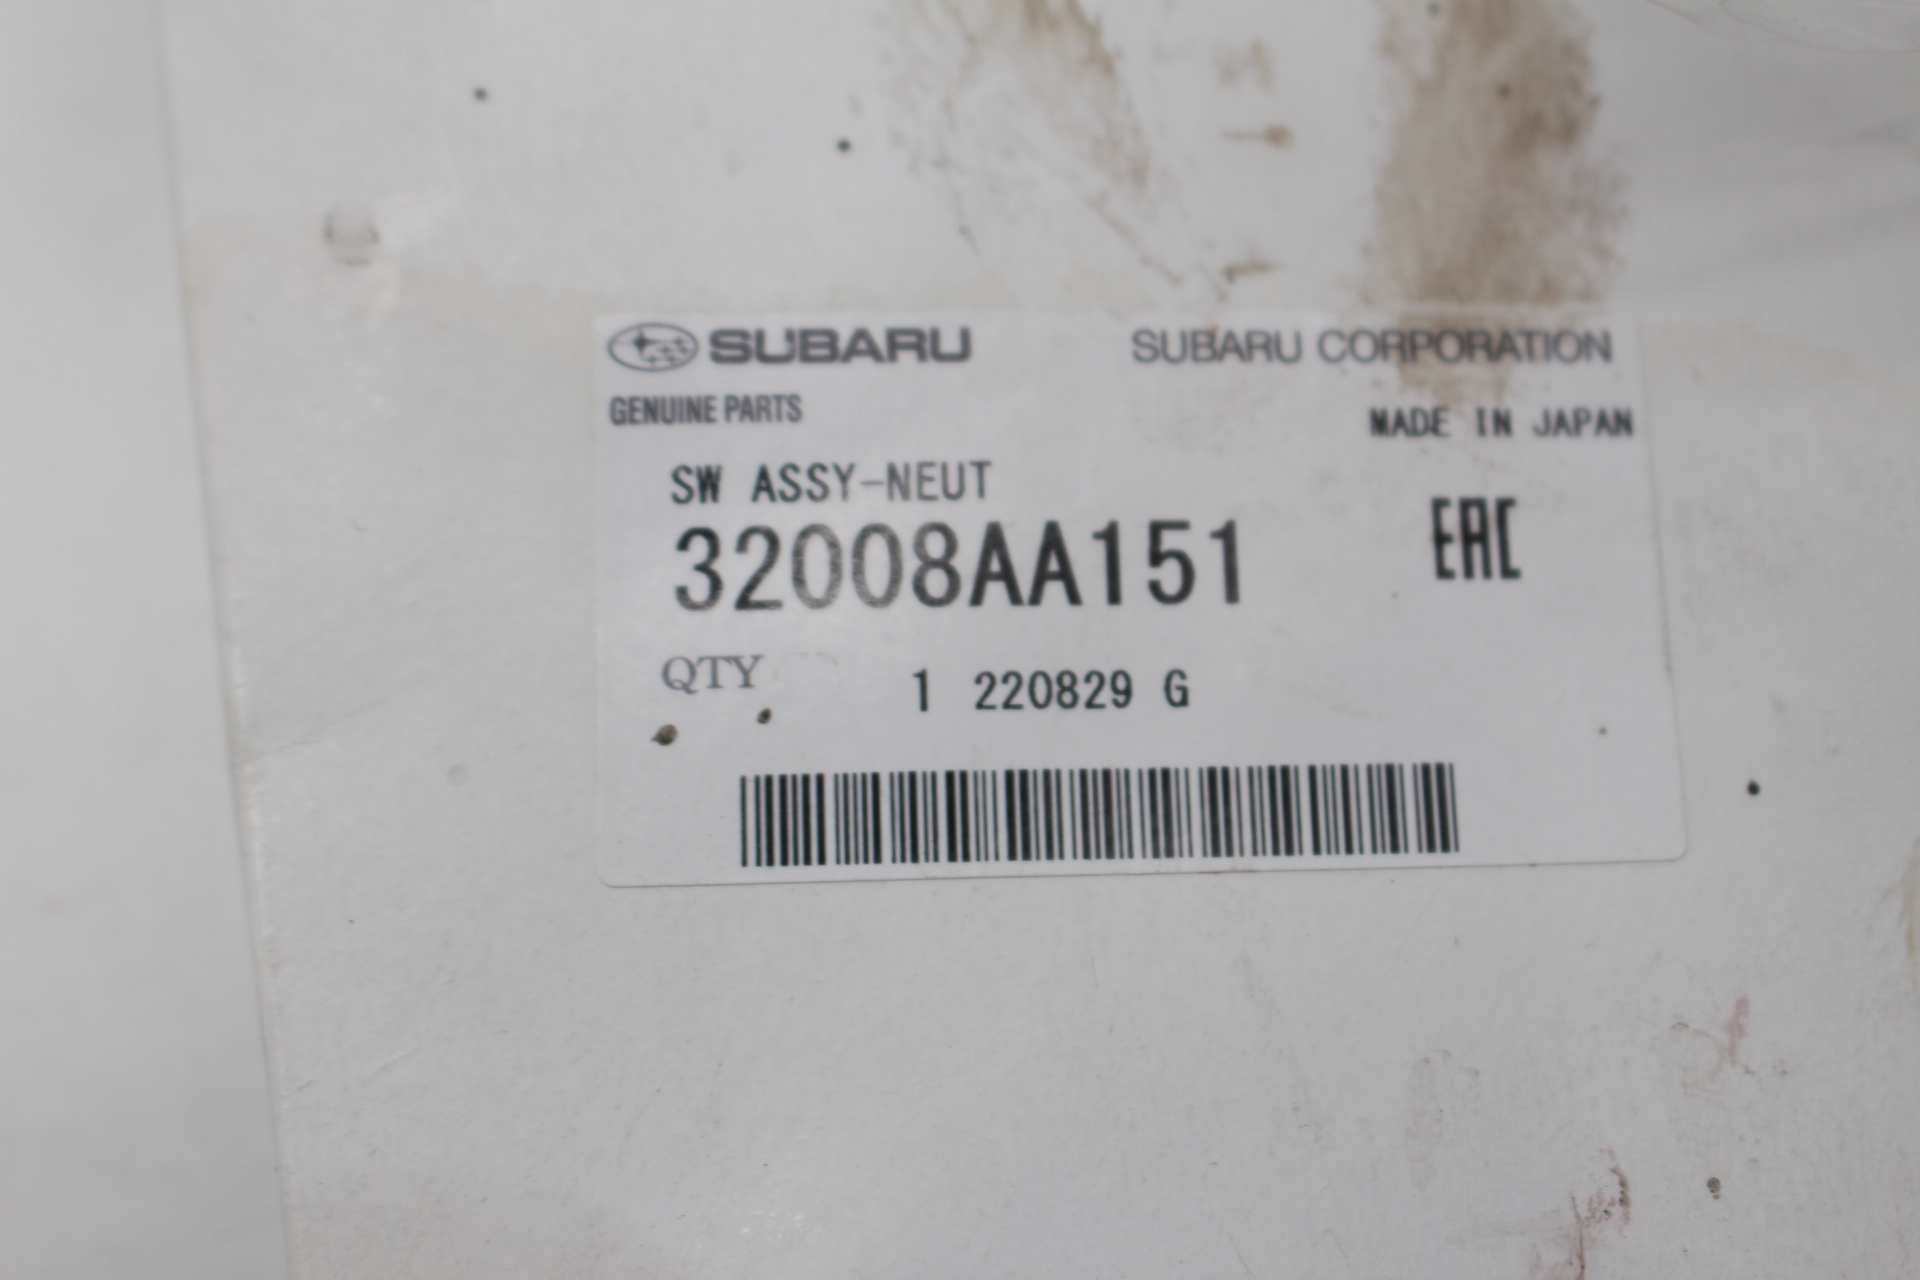 SUBARU SUBARU CORPORATION
GENUINE PARTS MADE IN JAPAN
SW ASSY-NEUT
32008AA151 EAC
QTY 1 220829 G